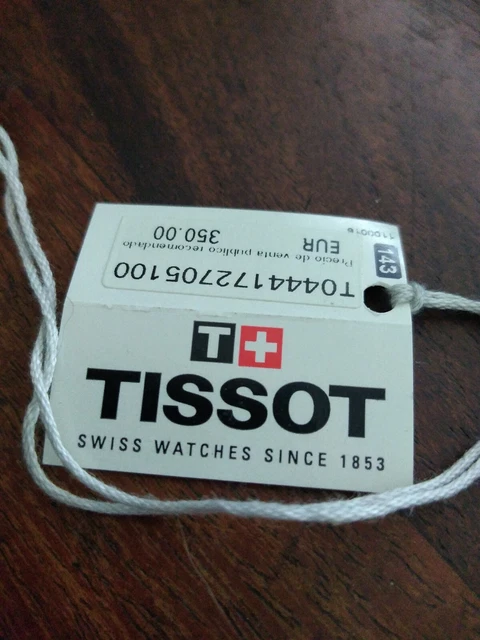 T0444172705100
Precio de venta publico recomendado
EUR 350.00
143
T+
TISSOT
SWISS WATCHES SINCE 1853